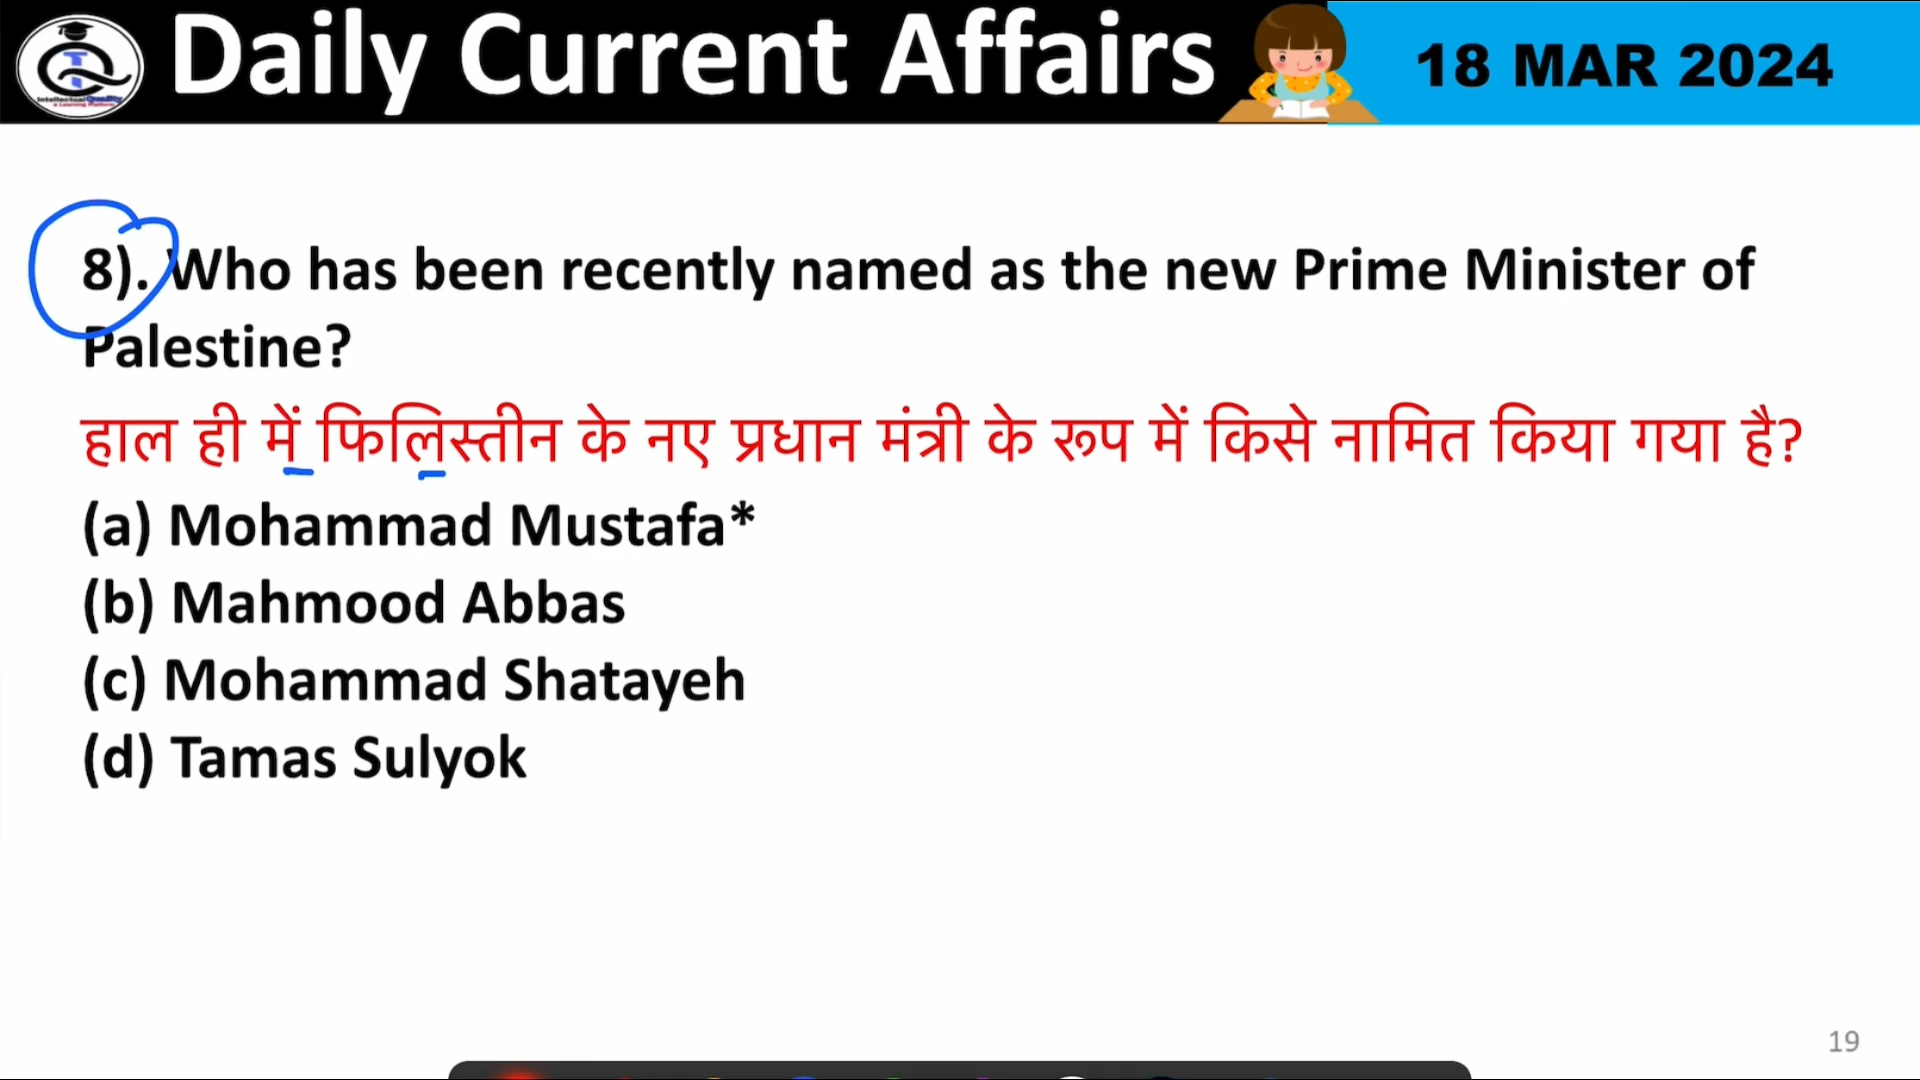 Daily Current Affairs
18 MAR 2024
8). Who has been recently named as the new Prime Minister of
Palestine?
हाल ही में फिलिस्तीन के नए प्रधान मंत्री के रूप में किसे नामित किया गया है?
(a) Mohammad Mustafa*
(b) Mahmood Abbas
(c) Mohammad Shatayeh
(d) Tamas Sulyok
19